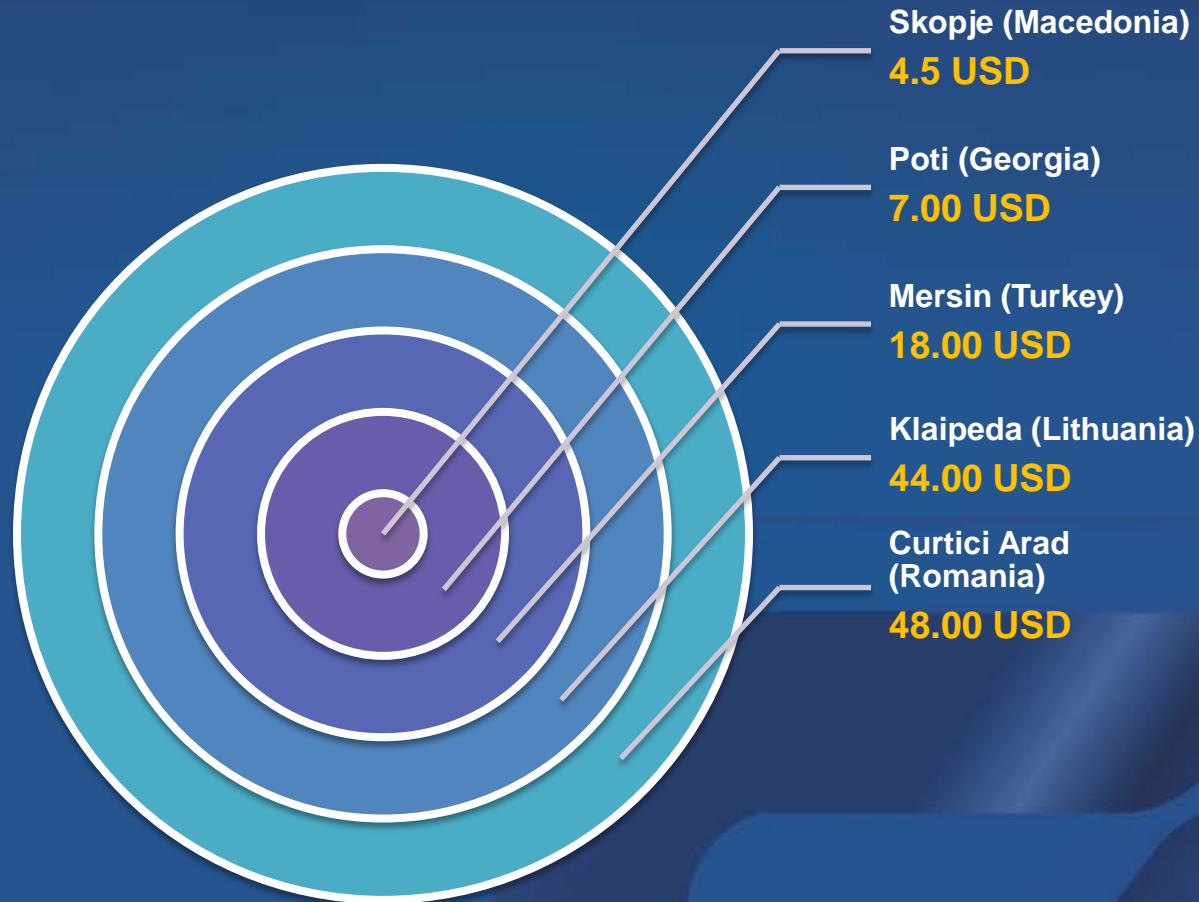 Skopje (Macedonia)
4.5 USD
Poti (Georgia)
7.00 USD
Mersin (Turkey)
18.00 USD
Klaipeda (Lithuania)
44.00 USD
Curtici Arad
(Romania)
48.00 USD